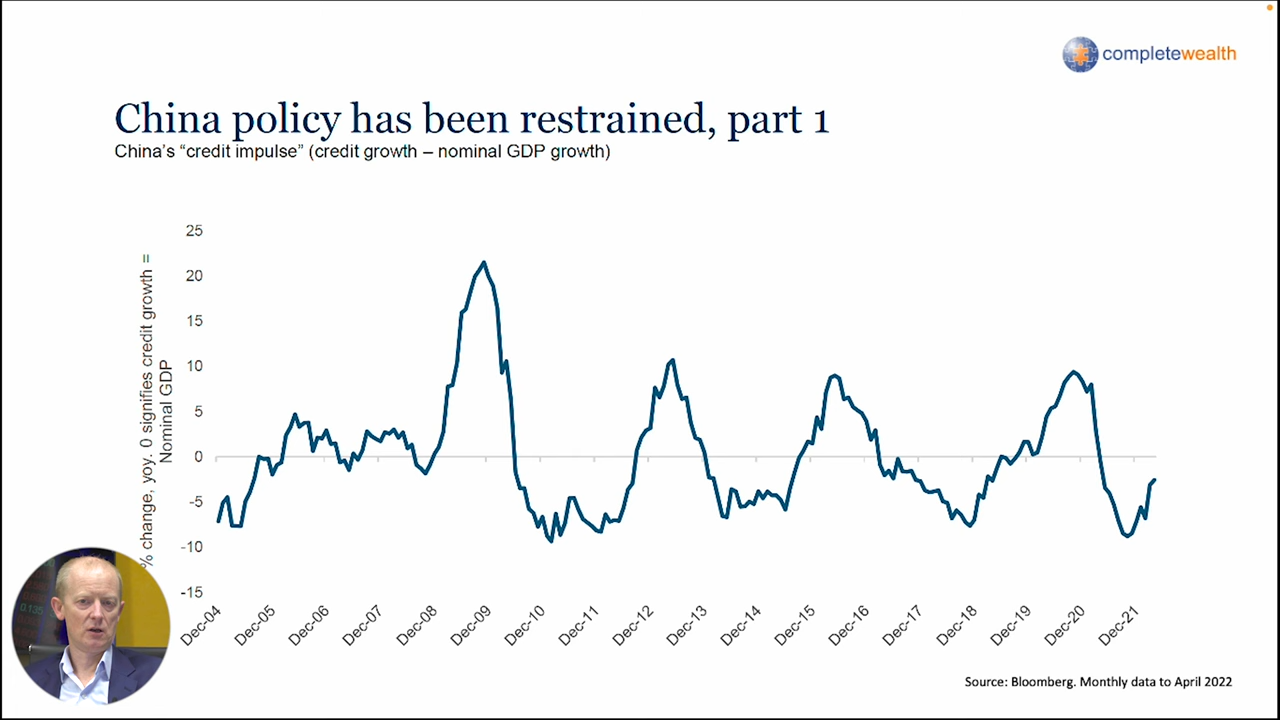 completewealth
China policy has been restrained, part 1
China's “credit impulse” (credit growth – nominal GDP growth)
% change, yoy. 0 signifies credit growth =
Nominal GDP
25
20
15
10
5
0
-5
-10
-15
Dec-04
Dec-05
Dec-06
Dec-07
Dec-08
Dec-09
Dec-10
Dec-11
Dec-12
Dec-13
Dec-14
Dec-15
Dec-16
Dec-17
Dec-18
Dec-19
Dec-20
Dec-21
0.135
Source: Bloomberg. Monthly data to April 2022